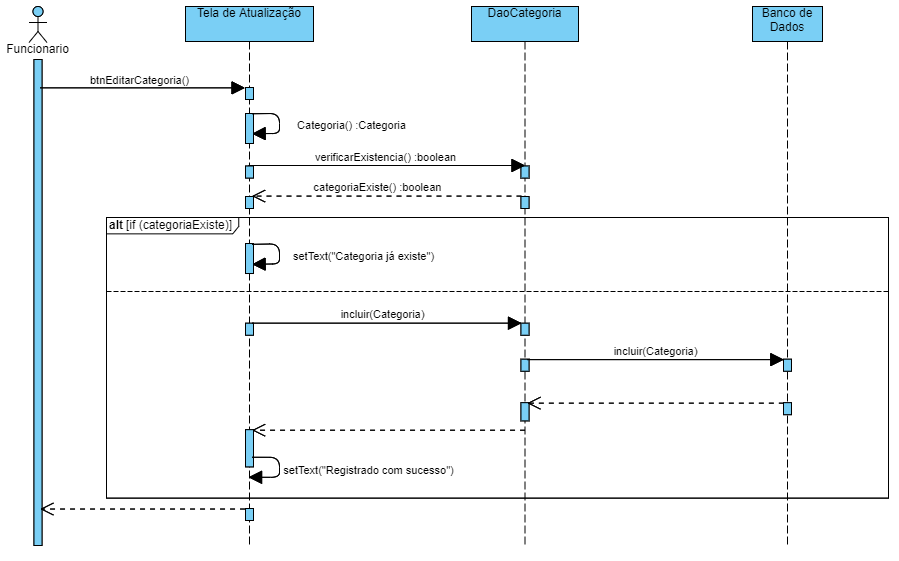 Tela de Atualização
DaoCategoria
Banco de
Dados
Funcionario
btnEditarCategoria()
Categoria() :Categoria
verificarExistencia() :boolean
categoriaExiste() :boolean
alt [if (categoriaExiste)]
setText("Categoria já existe")
incluir(Categoria)
incluir(Categoria)
setText("Registrado com sucesso")